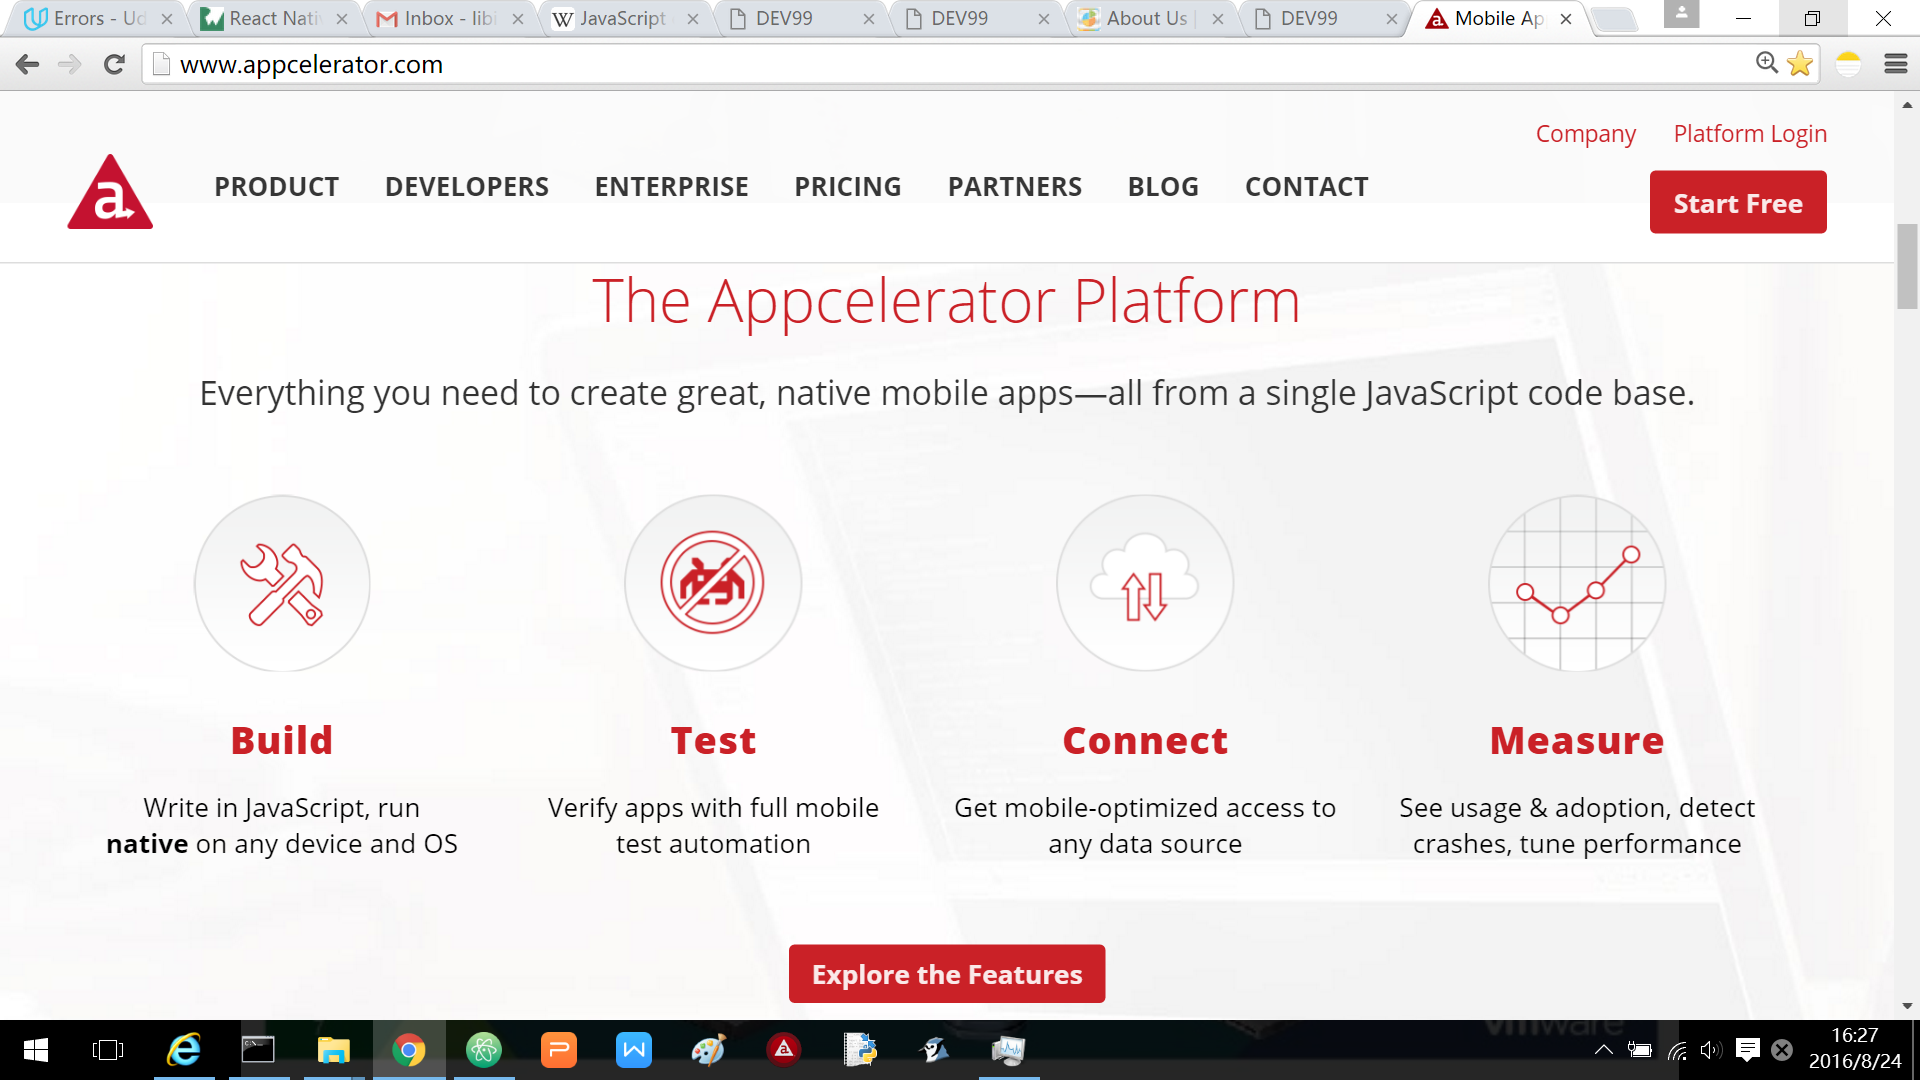 Errors - Ud
React Nati
Inbox - lib
JavaScript
DEV99
DEV99
About Us
DEV99
Mobile Ap
www.appcelerator.com
Company
Platform Login
a
PRODUCT
DEVELOPERS
ENTERPRISE
PRICING
PARTNERS
BLOG
CONTACT
Start Free
The Appcelerator Platform
Everything you need to create great, native mobile apps—all from a single JavaScript code base.
Build
Test
Connect
Measure
Write in JavaScript, run
native on any device and OS
Verify apps with full mobile
test automation
Get mobile-optimized access to
any data source
See usage & adoption, detect
crashes, tune performance
Explore the Features
vmware
16:27
2016/8/24